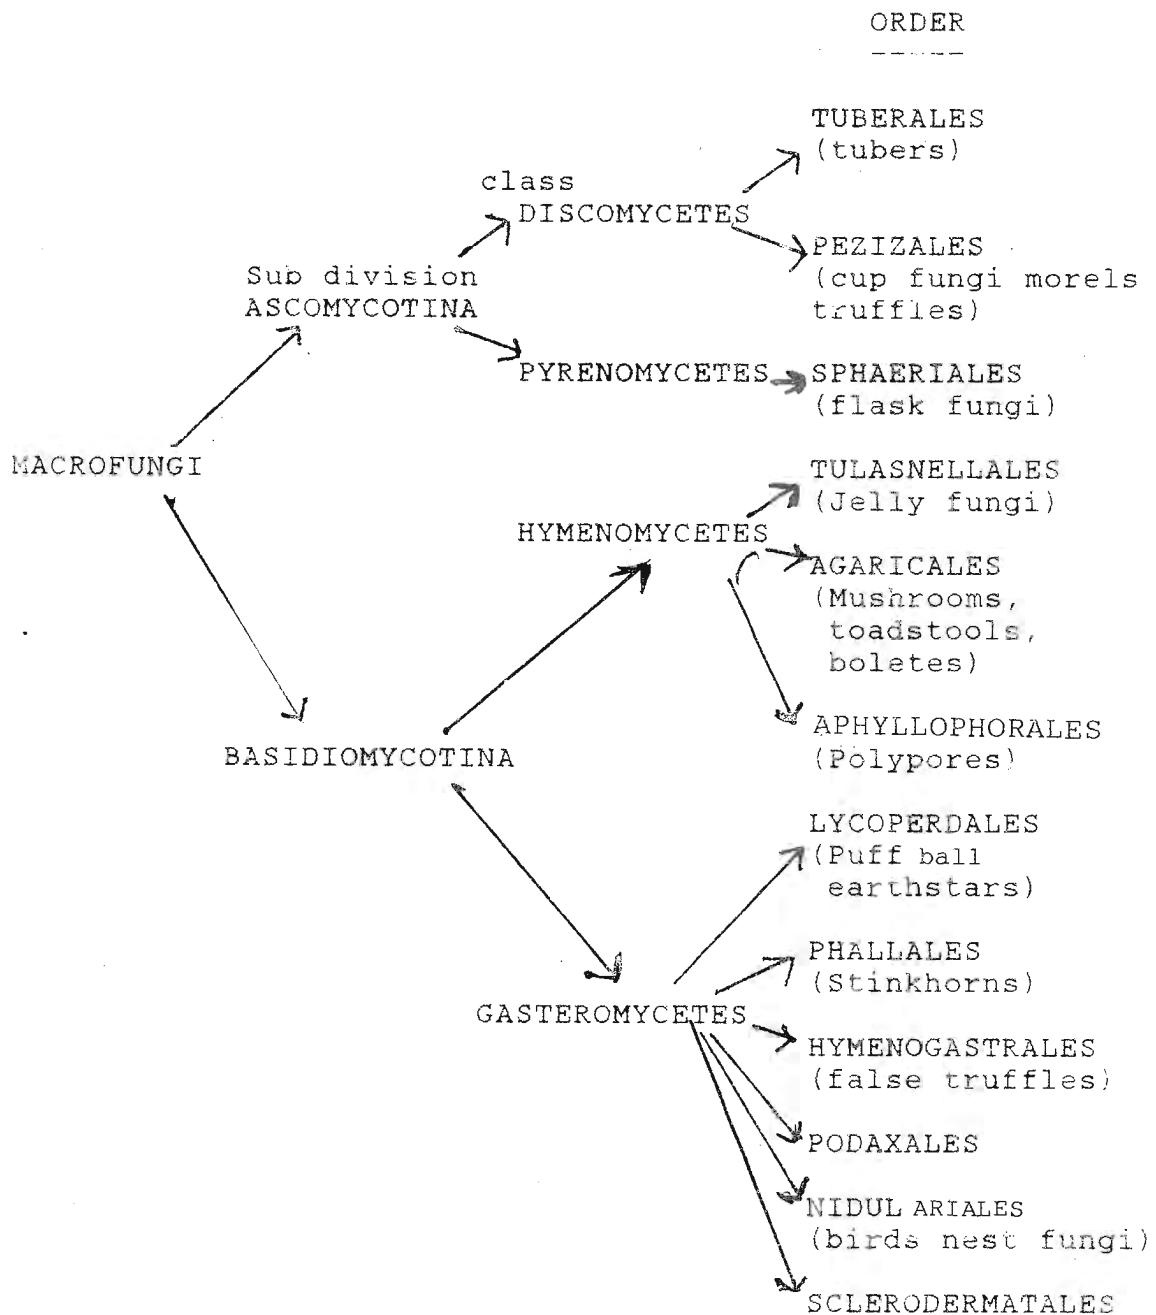 ORDER
TUBERALES
(tubers)
class
DISCOMYCETES
PEZIZALES
(cup fungi morels
truffles)
Sub division
ASCOMYCOTINA
PYRENOMYCETES
SPHAERIALES
(flask fungi)
MACROFUNGI
TULASNELLALES
(Jelly fungi)
HYMENOMYCETES
AGARICALES
(Mushrooms,
toadstools,
boletes)
APHYLLOPHORALES
(Polypores)
BASIDIOMYCOTINA
LYCOPERDALES
(Puff ball
earthstars)
PHALLALES
(Stinkhorns)
GASTEROMYCETES
HYMENOGASTRALES
(false truffles)
PODAXALES
NIDUL ARIALES
(birds nest fungi)
SCLERODERMATALES